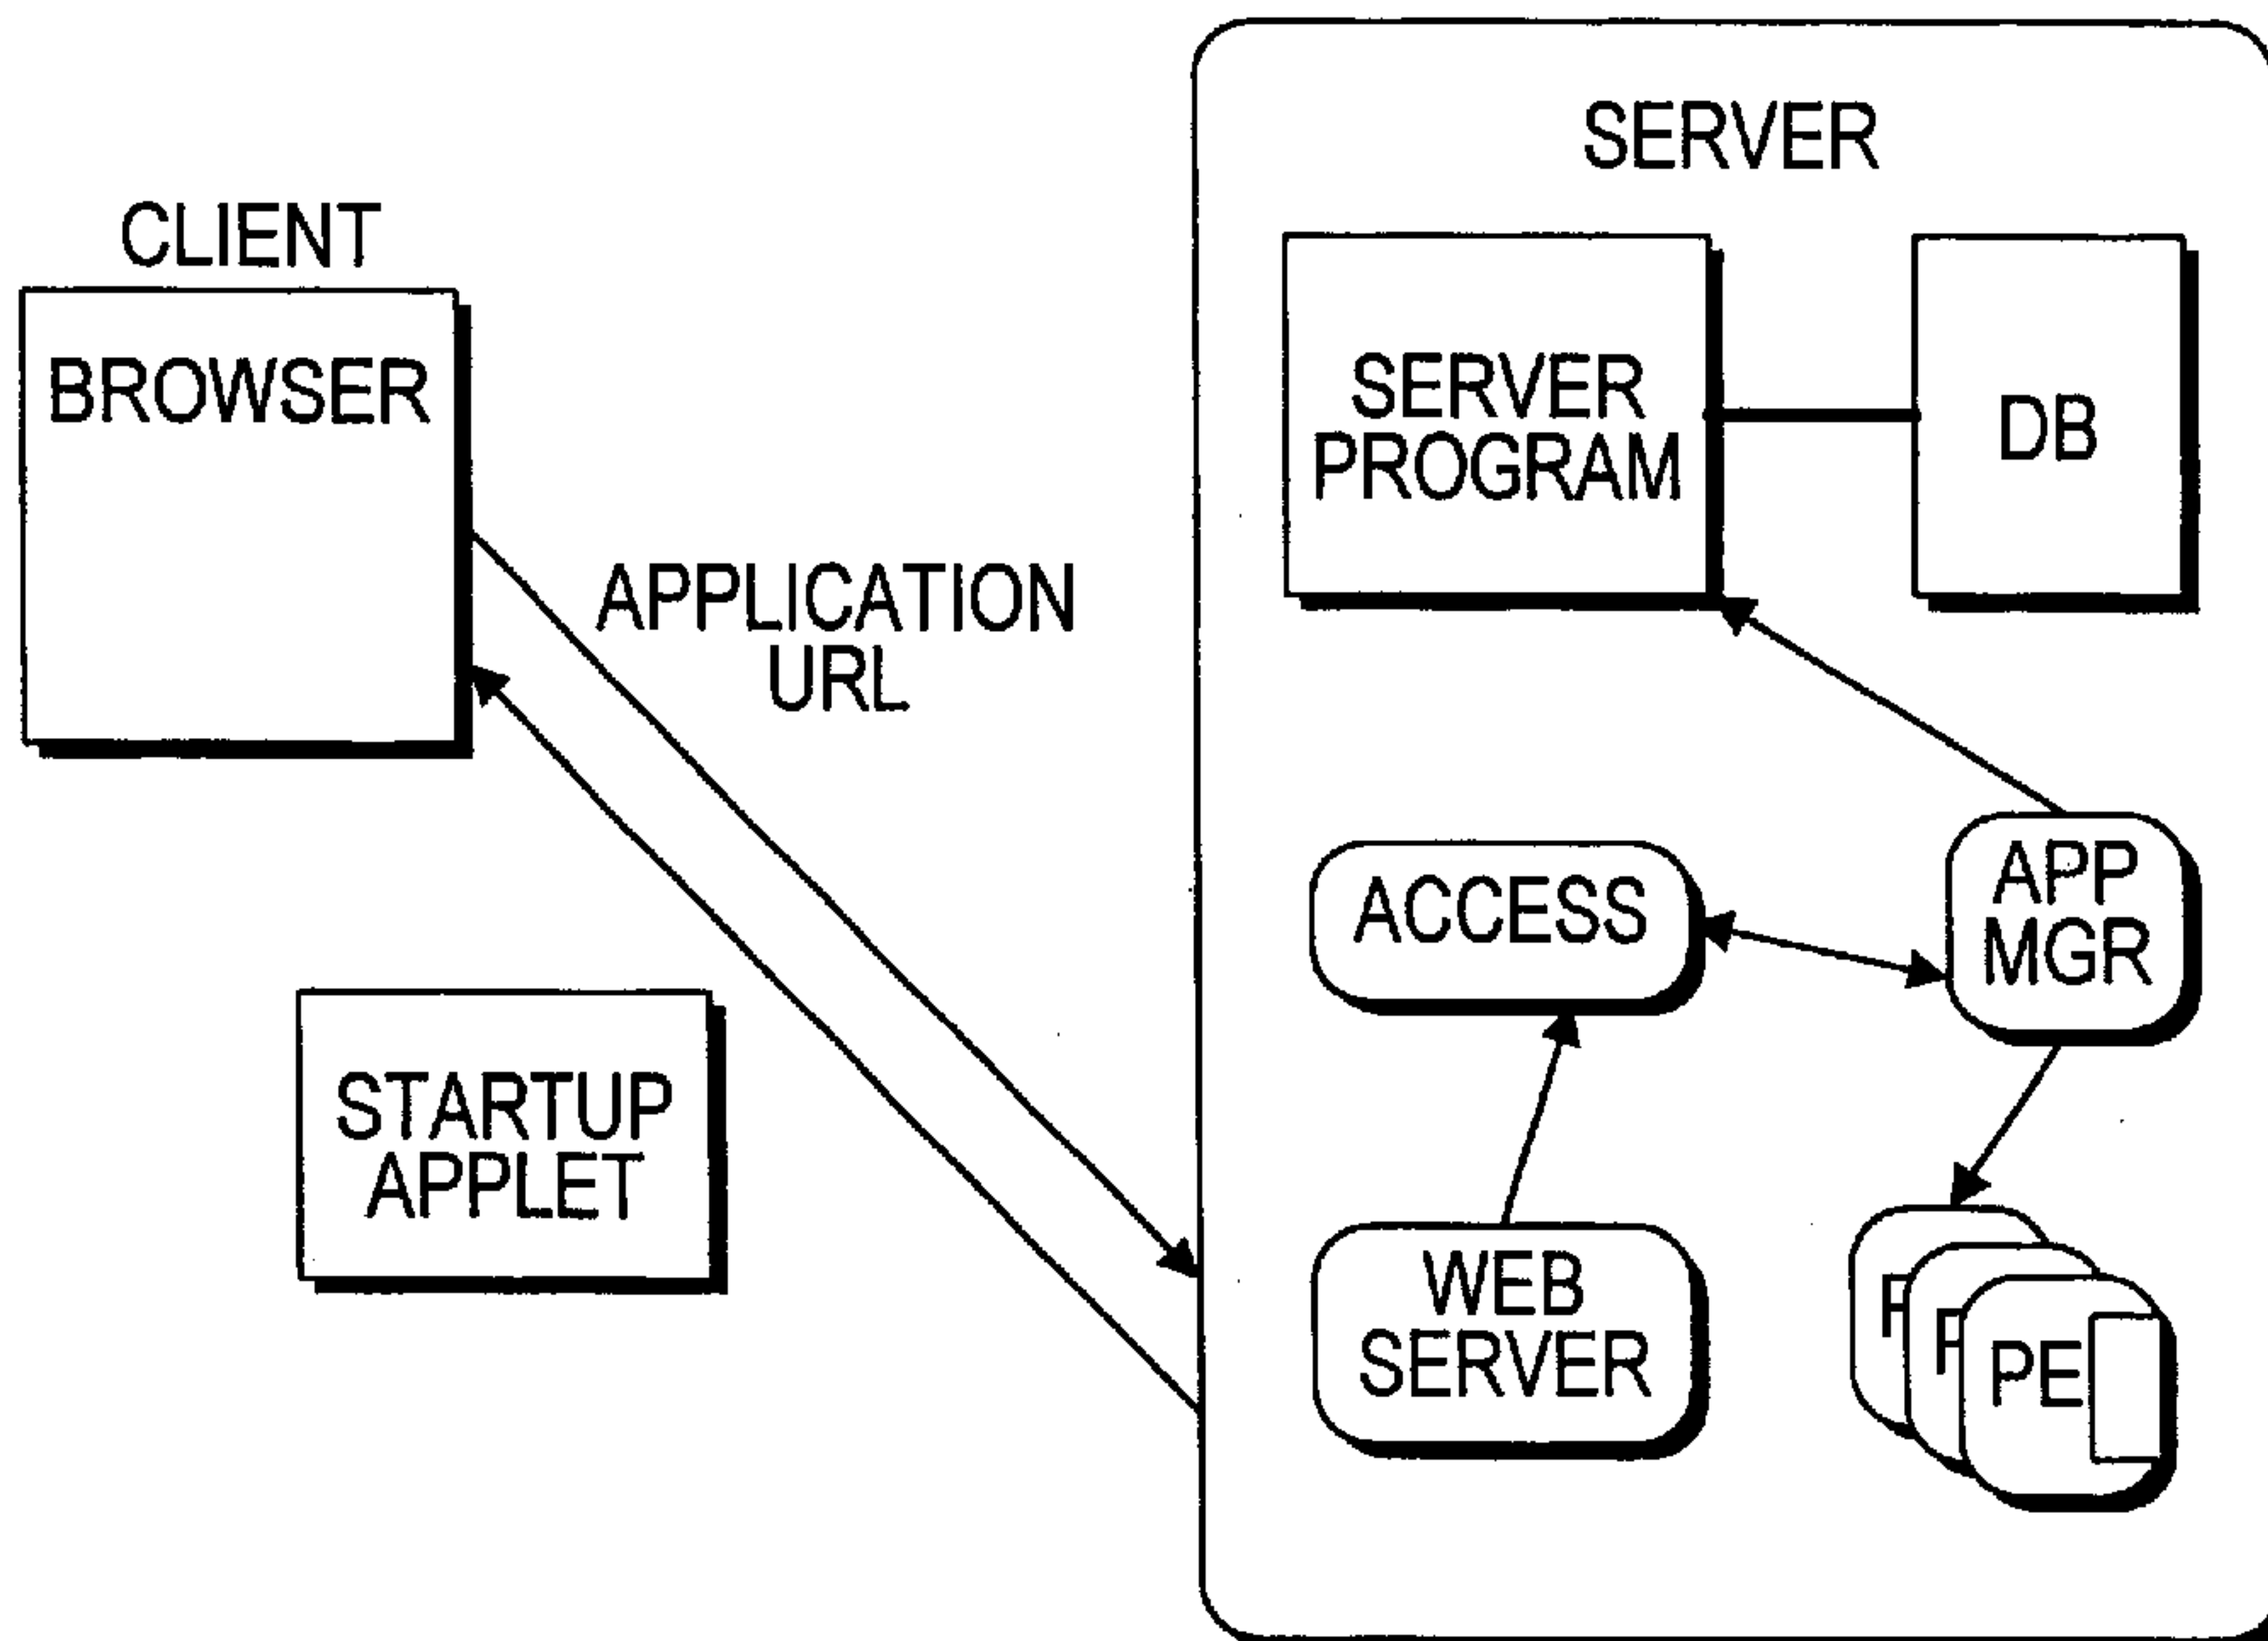 SERVER
CLIENT
BROWSER
SERVER
PROGRAM
DB
APPLICATION
URL
ACCESS
APP
MGR
STARTUP
APPLET
WEB
SERVER
PE